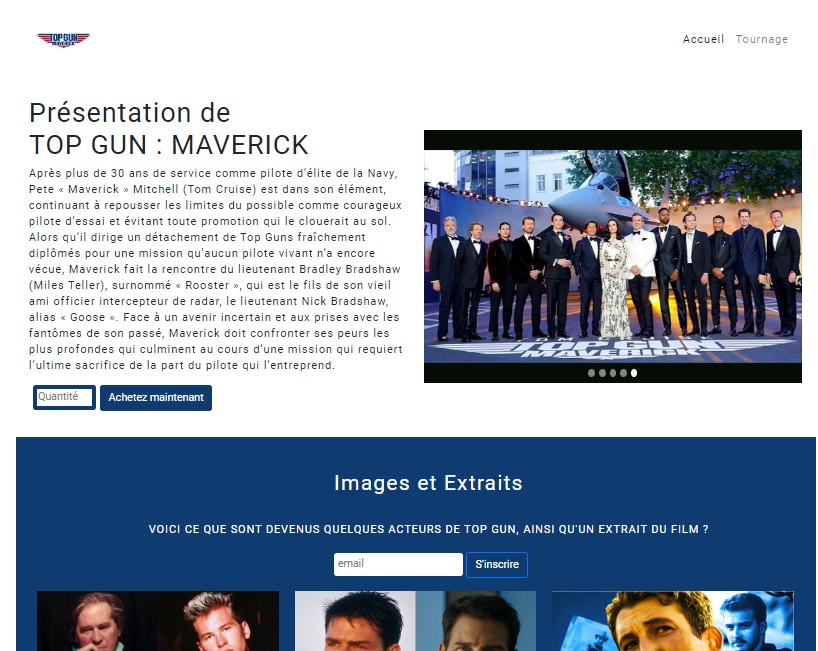 TOP GUN
MAVERICK
Accueil Tournage
Présentation de
TOP GUN : MAVERICK
Après plus de 30 ans de service comme pilote d’élite de la Navy,
Pete « Maverick » Mitchell (Tom Cruise) est dans son élément,
continuant à repousser les limites du possible comme courageux
pilote d’essai et évitant toute promotion qui le clouerait au sol.
Alors qu’il dirige un détachement de Top Guns fraîchement
diplômés pour une mission qu’aucun pilote vivant n’a encore
vécue, Maverick fait la rencontre du lieutenant Bradley Bradshaw
(Miles Teller), surnommé « Rooster », qui est le fils de son vieil
ami officier intercepteur de radar, le lieutenant Nick Bradshaw,
alias « Goose ». Face à un avenir incertain et aux prises avec les
fantômes de son passé, Maverick doit confronter ses peurs les
plus profondes qui culminent au cours d’une mission qui requiert
l’ultime sacrifice de la part du pilote qui l’entreprend.
TOP GUN
MAVERICK
Quantité Achetez maintenant
Images et Extraits
VOICI CE QUE SONT DEVENUS QUELQUES ACTEURS DE TOP GUN, AINSI QU'UN EXTRAIT DU FILM ?
email S'inscrire